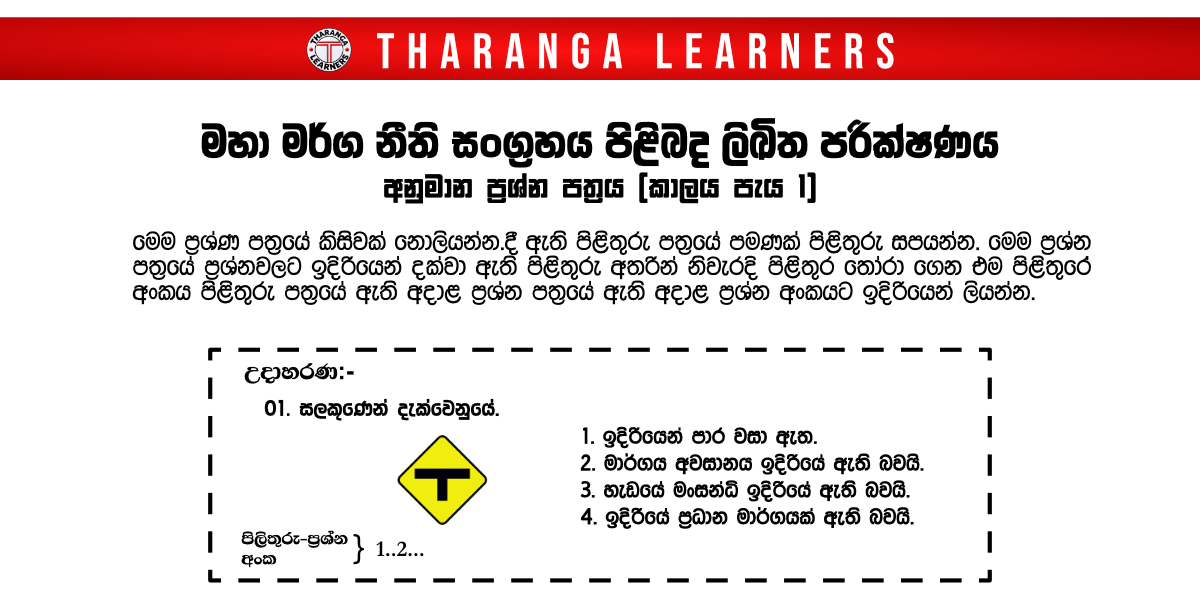 THARANGA LEARNERS
THARANGA LEARNERS
මහා මර්ග නීති සංග්‍රහය පිළිබද ලිඛිත පරික්ෂණය
අනුමාන ප්‍රශ්න පත්‍රය [කාලය පැය 1]
මෙම ප්‍රශ්ණ පත්‍රයේ කිසිවක් නොලියන්න.දී ඇති පිළිතුරු පත්‍රයේ පමණක් පිළිතුරු සපයන්න. මෙම ප්‍රශ්න
පත්‍රයේ ප්‍රශ්නවලට ඉදිරියෙන් දක්වා ඇති පිළිතුරු අතරින් නිවැරදි පිළිතුර තෝරා ගෙන එම පිළිතුරෙ
අංකය පිළිතුරු පත්‍රයේ ඇති අදාළ ප්‍රශ්න පත්‍රයේ ඇති අදාළ ප්‍රශ්න අංකයට ඉදිරියෙන් ලියන්න.
උදාහරණ:-
01. සලකුණෙන් දැක්වෙනුයේ.
1. ඉදිරියෙන් පාර වසා ඇත.
2. මාර්ගය අවසානය ඉදිරියේ ඇති බවයි.
3. හැඩයේ මංසන්ධි ඉදිරියේ ඇති බවයි.
4. ඉදිරියේ ප්‍රධාන මාර්ගයක් ඇති බවයි.
පිලිතුරු-ප්‍රශ්න
අංක } 1..2...